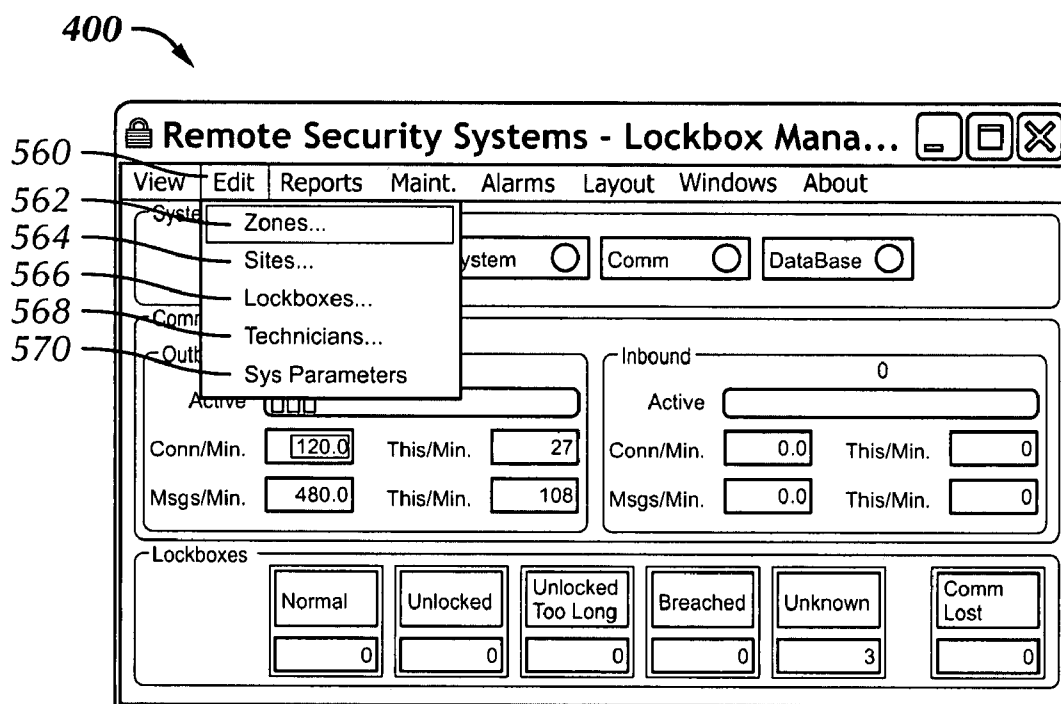 400
Remote Security Systems - Lockbox Mana...
560
View Edit Reports Maint. Alarms Layout Windows About
562
Syste
Zones...
564
Sites...
ystem Comm DataBase
566
Lockboxes...
568
Comm
Technicians...
570
Outb
Sys Parameters
Inbound
0
Active
Active
Conn/Min. 120.0 This/Min. 27
Conn/Min. 0.0 This/Min. 0
Msgs/Min. 480.0 This/Min. 108
Msgs/Min. 0.0 This/Min. 0
Lockboxes
Normal Unlocked Unlocked Too Long Breached Unknown Comm Lost
0 0 0 0 3 0